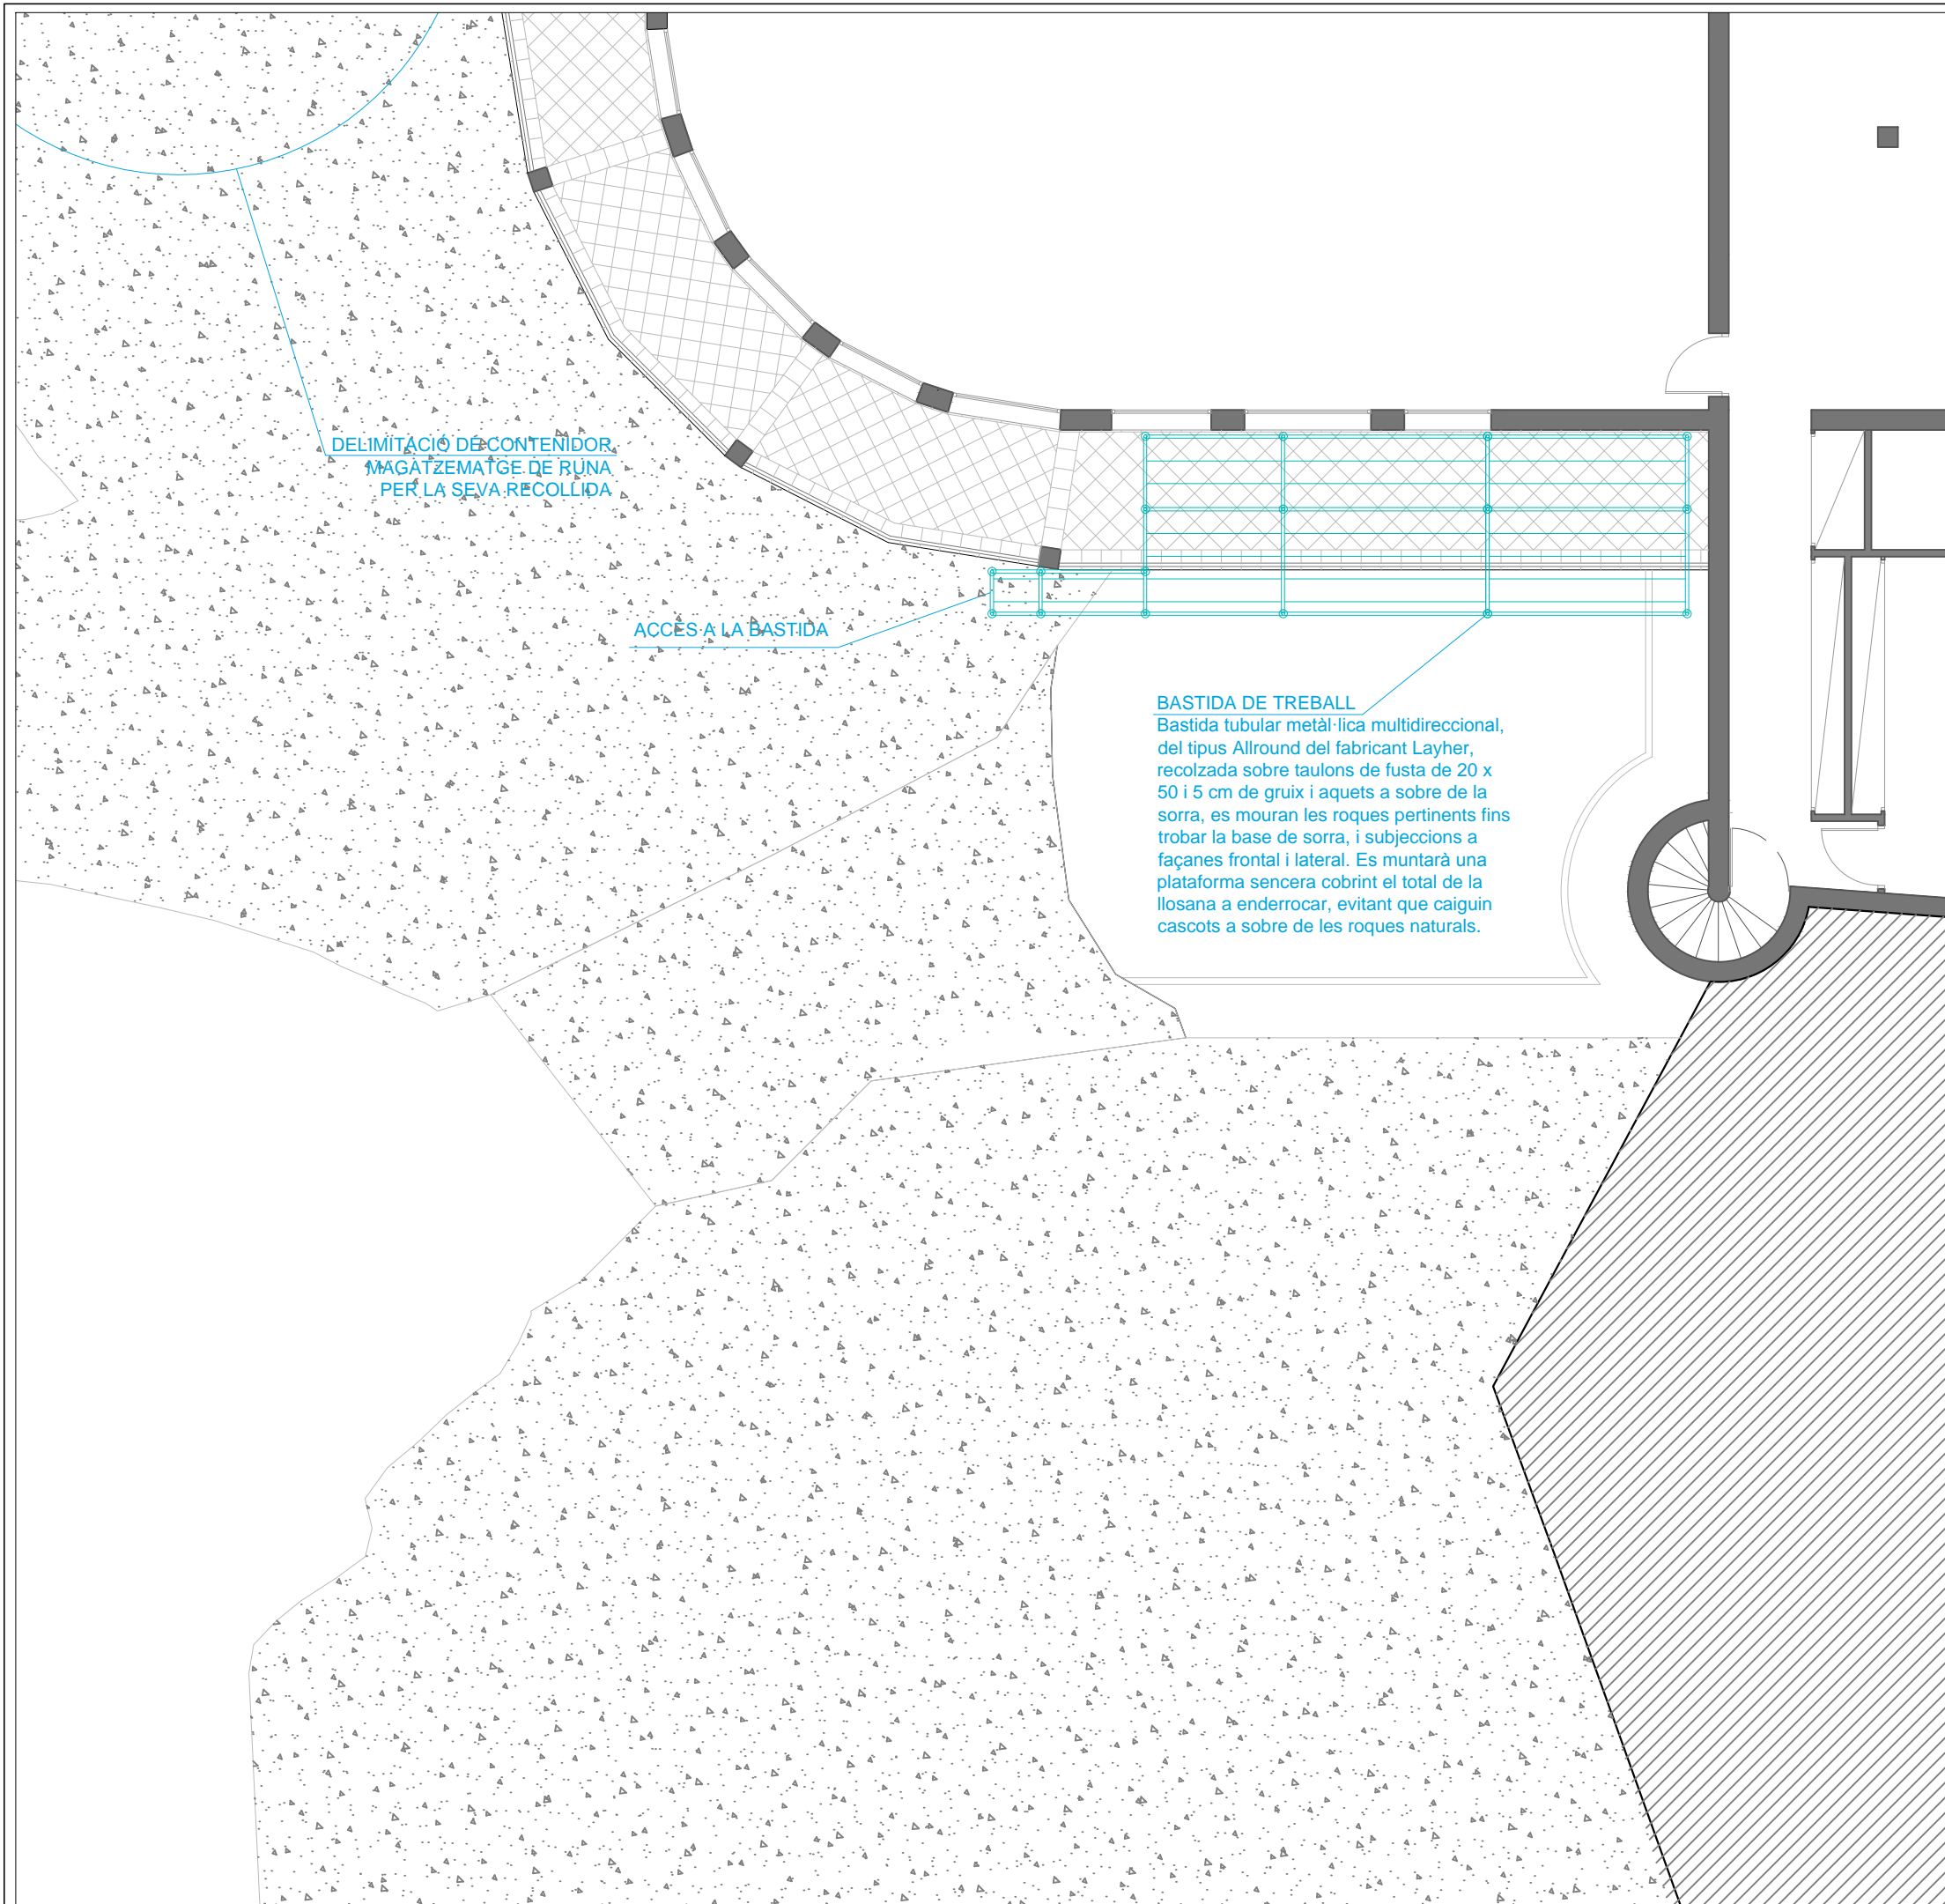 DELIMITACIÓ DE CONTENIDOR
MAGATZEMATGE DE RUNA
PER LA SEVA RECOLLIDA
ACCÉS A LA BASTIDA
BASTIDA DE TREBALL
Bastida tubular metàl·lica multidireccional,
del tipus Allround del fabricant Layher,
recolzada sobre taulons de fusta de 20 x
50 i 5 cm de gruix i aquets a sobre de la
sorra, es mouran les roques pertinents fins
trobar la base de sorra, i subjeccions a
façanes frontal i lateral. Es muntarà una
plataforma sencera cobrint el total de la
llosana a enderrocar, evitant que caiguin
cascots a sobre de les roques naturals.